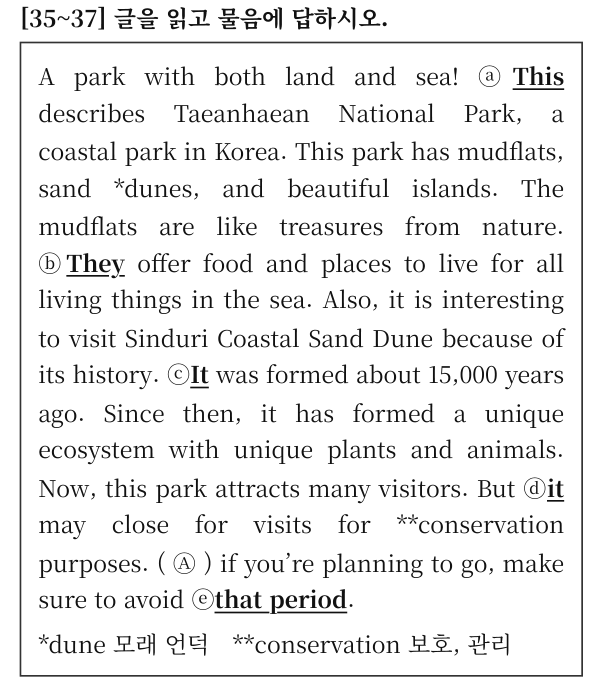 [35~37] 글을 읽고 물음에 답하시오.
A park with both land and sea! ⓐ This
describes Taeanhaean National Park, a
coastal park in Korea. This park has mudflats,
sand *dunes, and beautiful islands. The
mudflats are like treasures from nature.
ⓑ They offer food and places to live for all
living things in the sea. Also, it is interesting
to visit Sinduri Coastal Sand Dune because of
its history. ⓒIt was formed about 15,000 years
ago. Since then, it has formed a unique
ecosystem with unique plants and animals.
Now, this park attracts many visitors. But ⓓit
may close for visits for **conservation
purposes. ( Ⓐ ) if you’re planning to go, make
sure to avoid ⓔthat period.
*dune 모래 언덕 **conservation 보호, 관리